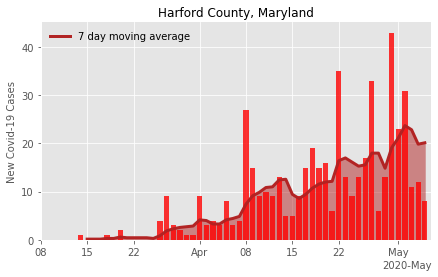 Harford County, Maryland
7 day moving average
New Covid-19 Cases
40
30
20
10
0
08 15 22 Apr 08 15 22 May
2020-May